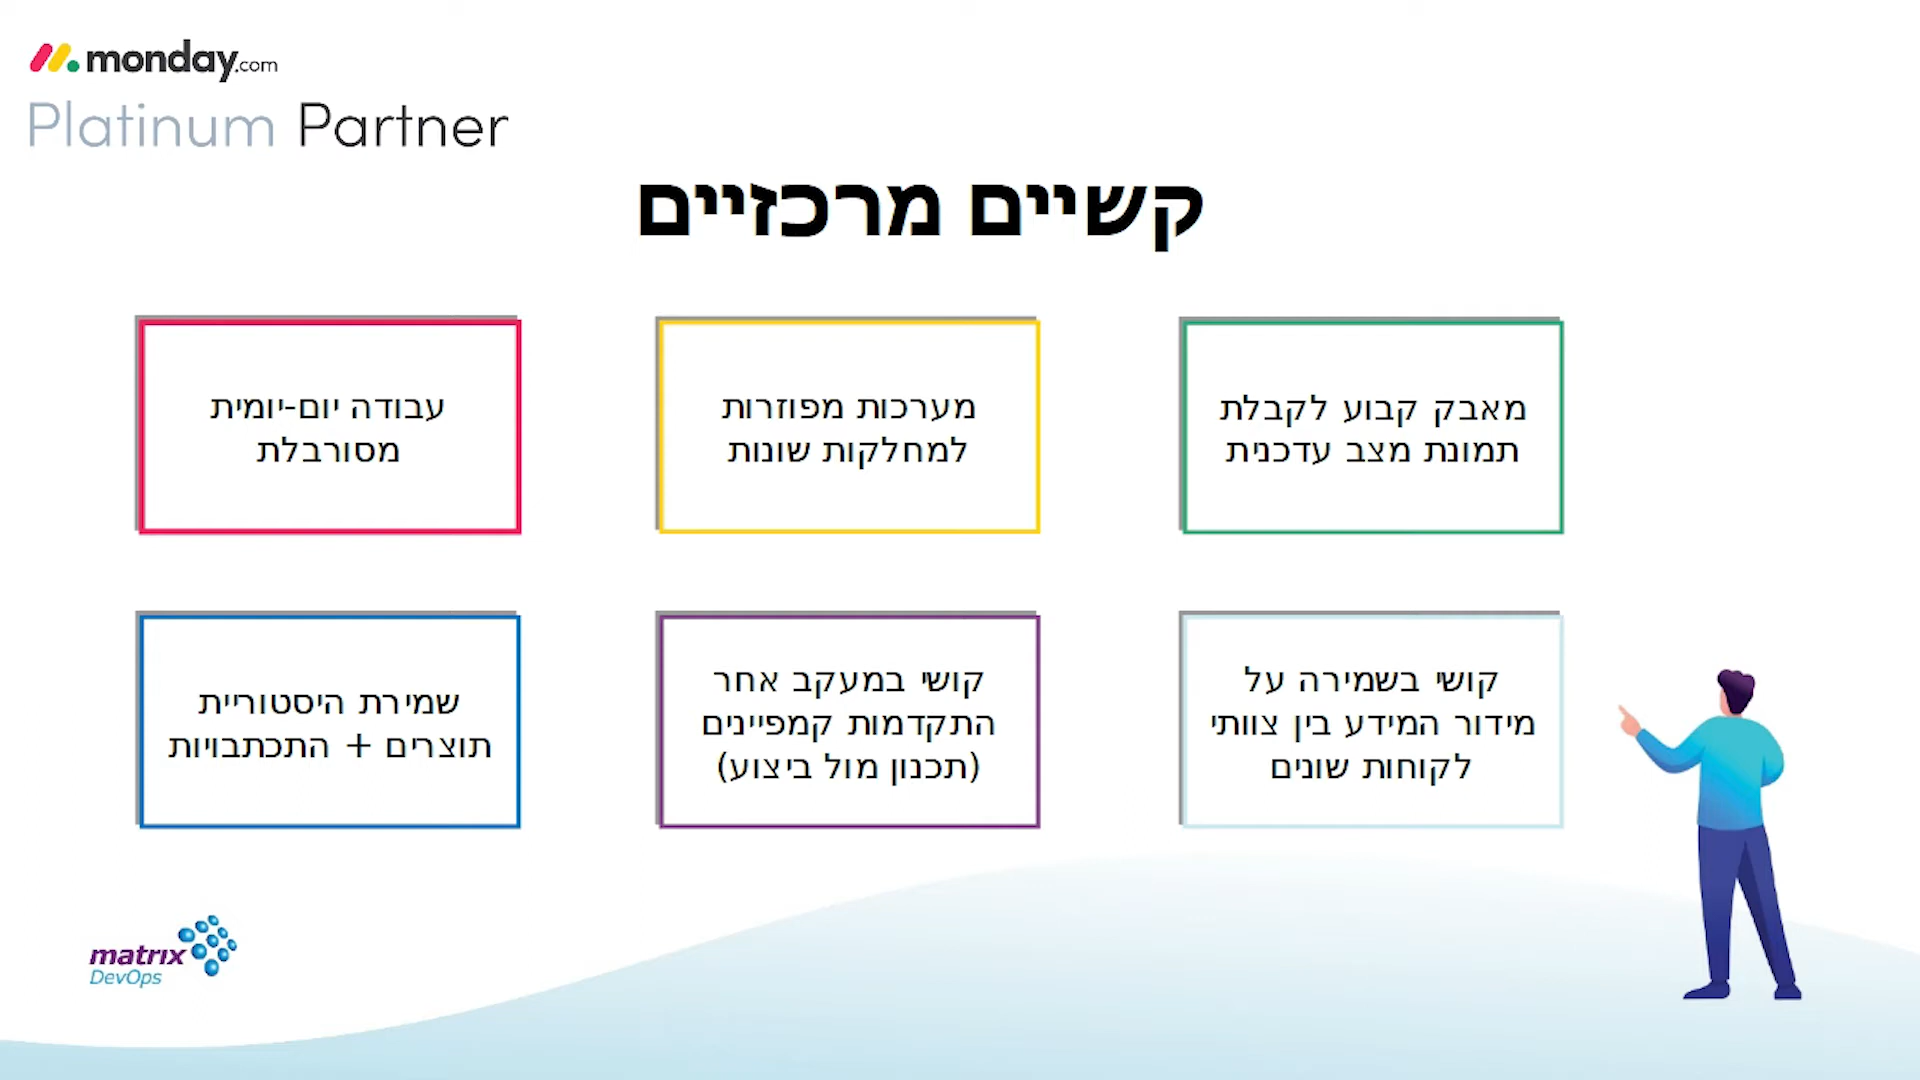 monday.com
Platinum Partner
קשיים מרכזיים
מאבק קבוע לקבלת
תמונת מצב עדכנית
מערכות מפוזרות
למחלקות שונות
עבודה יום-יומית
מסורבלת
קושי בשמירה על
מידור המידע בין צוותי
לקוחות שונים
קושי במעקב אחר
התקדמות קמפיינים
(תכנון מול ביצוע)
שמירת היסטוריית
תוצרים + התכתבויות
matrix
DevOps